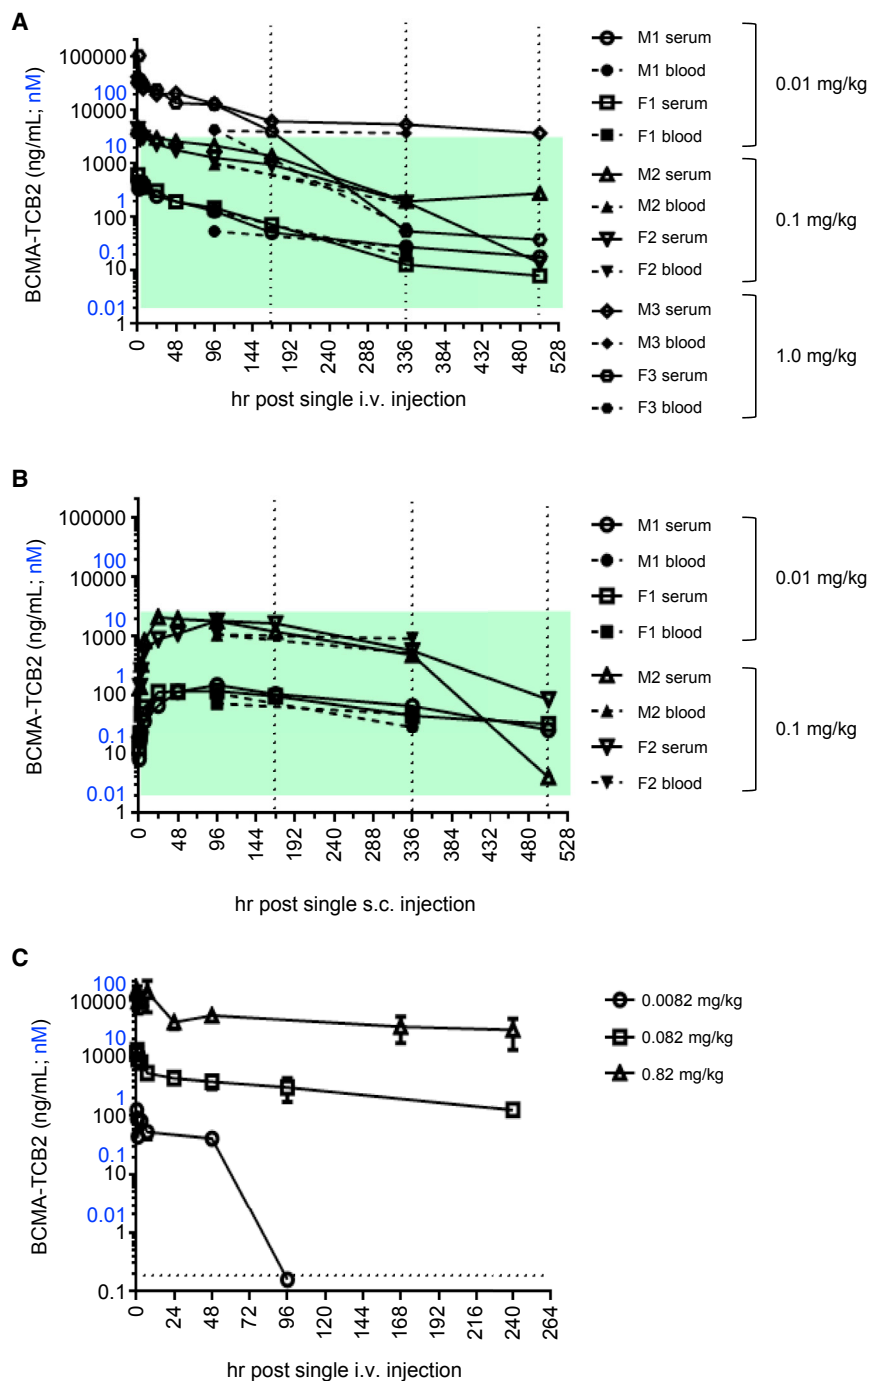 A
BCMA-TCB2 (ng/mL; nM)
100000
100
10000
10
1000
1
100
0.1
10
0.01
1
0 48 96 144 192 240 288 336 384 432 480 528
hr post single i.v. injection
M1 serum
M1 blood
F1 serum
F1 blood
0.01 mg/kg
M2 serum
M2 blood
F2 serum
F2 blood
0.1 mg/kg
M3 serum
M3 blood
F3 serum
F3 blood
1.0 mg/kg
B
BCMA-TCB2 (ng/mL; nM)
100000
100
10000
10
1000
1
100
0.1
10
0.01
1
0 48 96 144 192 240 288 336 384 432 480 528
hr post single s.c. injection
M1 serum
M1 blood
F1 serum
F1 blood
0.01 mg/kg
M2 serum
M2 blood
F2 serum
F2 blood
0.1 mg/kg
C
BCMA-TCB2 (ng/mL; nM)
100
10000
10
1000
1
100
0.1
10
0.01
1
0.1
0 24 48 72 96 120 144 168 192 216 240 264
hr post single i.v. injection
0.0082 mg/kg
0.082 mg/kg
0.82 mg/kg